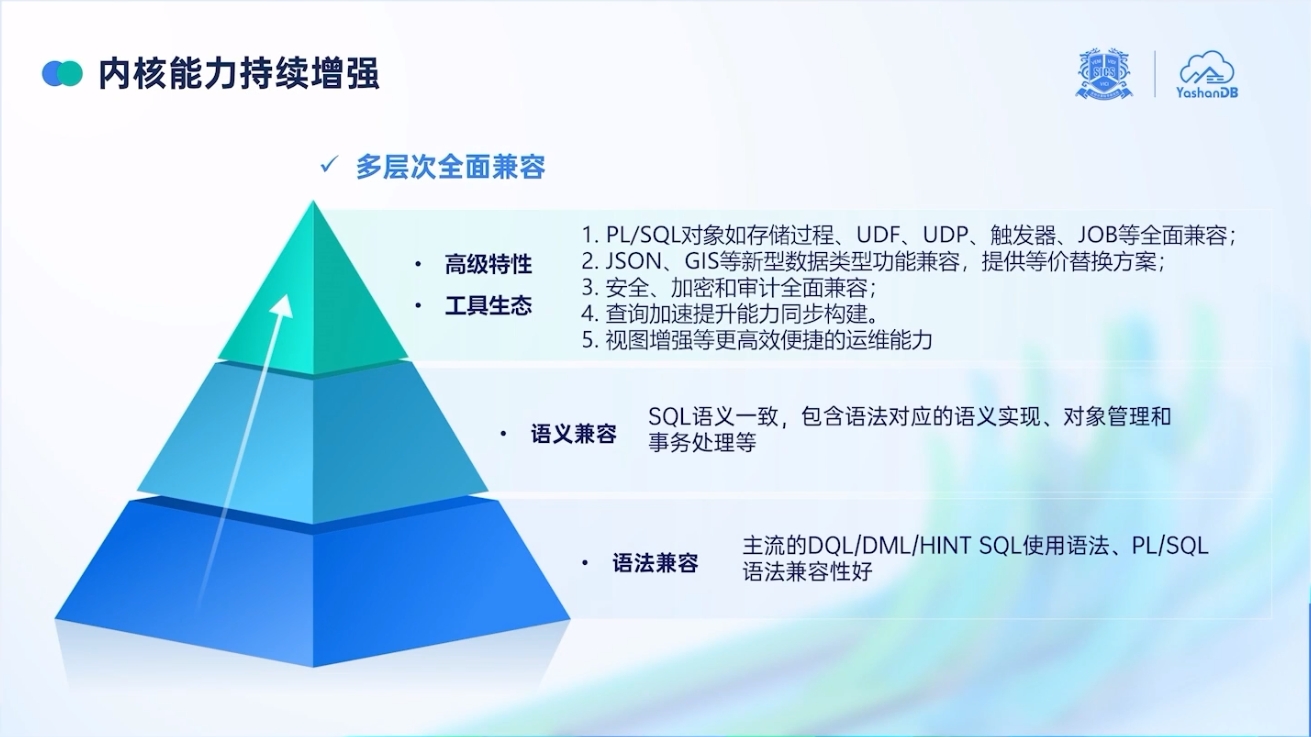 内核能力持续增强
SIGS
YashanDB
✓ 多层次全面兼容
• 高级特性
• 工具生态
1. PL/SQL对象如存储过程、UDF、UDP、触发器、JOB等全面兼容；
2. JSON、GIS等新型数据类型功能兼容，提供等价替换方案；
3. 安全、加密和审计全面兼容；
4. 查询加速提升能力同步构建。
5. 视图增强等更高效便捷的运维能力
• 语义兼容
SQL语义一致，包含语法对应的语义实现、对象管理和
事务处理等
• 语法兼容
主流的DQL/DML/HINT SQL使用语法、PL/SQL
语法兼容性好